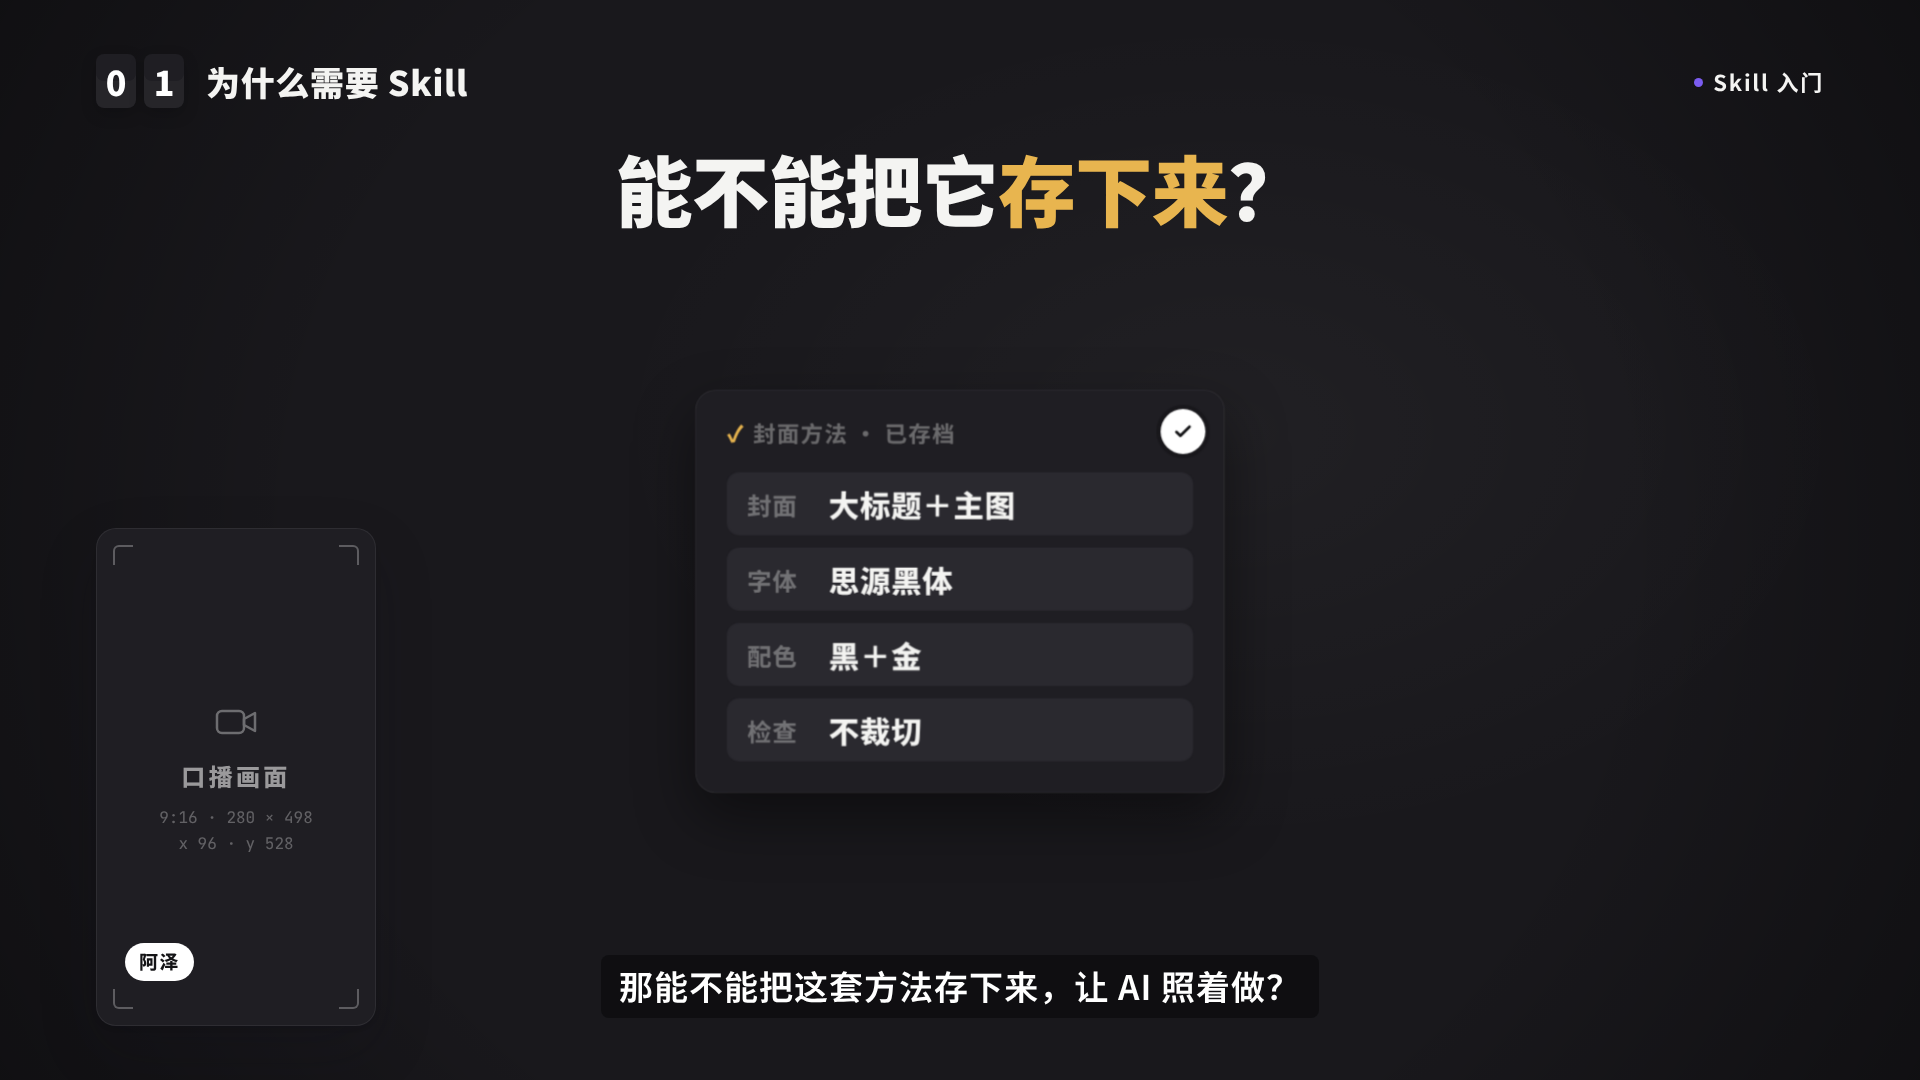 01 为什么需要 Skill
Skill 入门
能不能把它存下来？
✓ 封面方法 · 已存档
封面 大标题＋主图
字体 思源黑体
配色 黑＋金
检查 不裁切
口播画面
9:16 · 280 × 498
x 96 · y 528
阿泽
那能不能把这套方法存下来，让 AI 照着做？